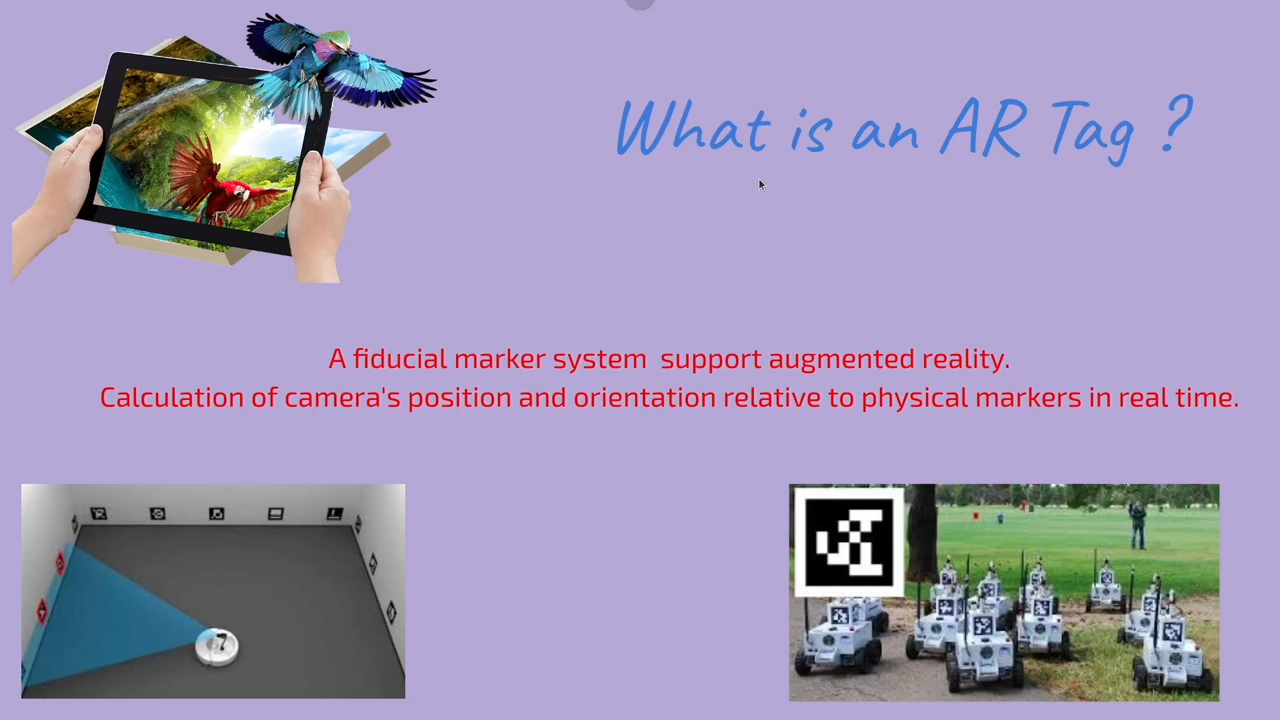 What is an AR Tag ?
A fiducial marker system support augmented reality.
Calculation of camera's position and orientation relative to physical markers in real time.